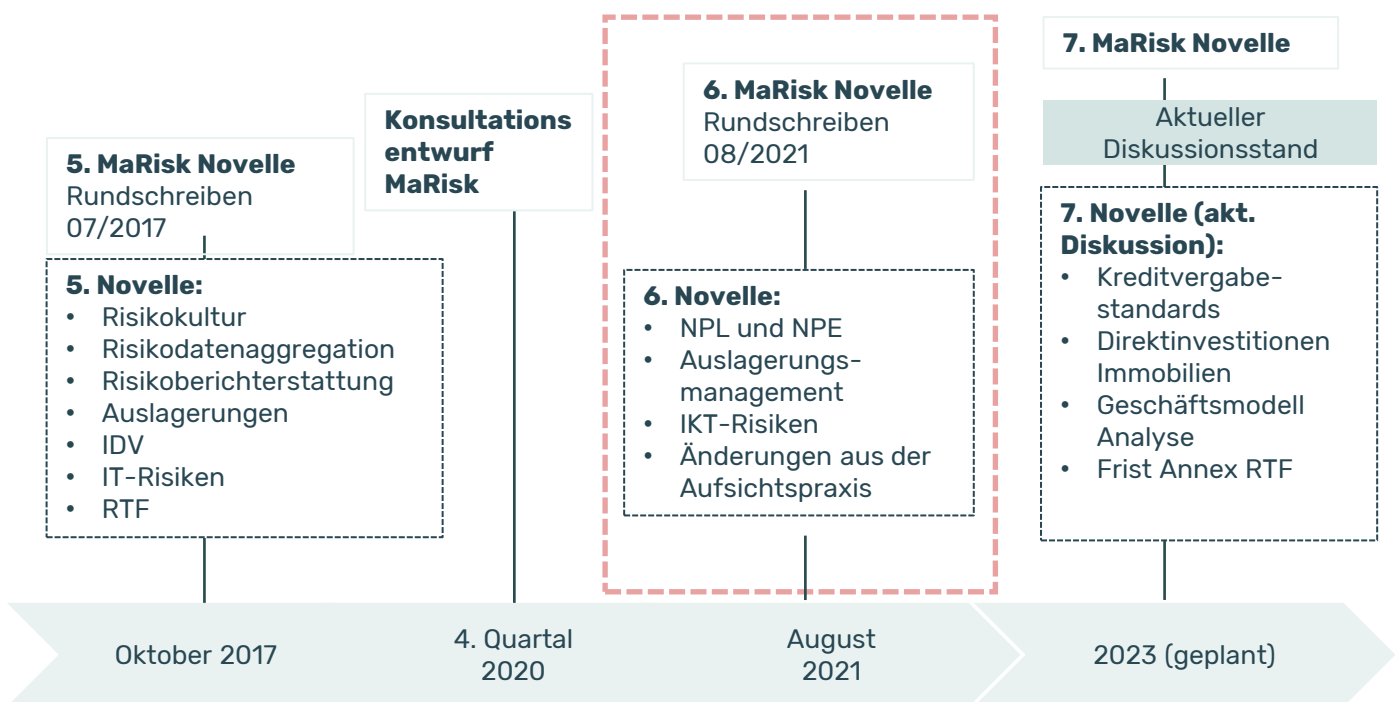 5. MaRisk Novelle
Rundschreiben
07/2017
5. Novelle:
• Risikokultur
• Risikodatenaggregation
• Risikoberichterstattung
• Auslagerungen
• IDV
• IT-Risiken
• RTF
Oktober 2017
Konsultations
entwurf
MaRisk
4. Quartal
2020
6. MaRisk Novelle
Rundschreiben
08/2021
6. Novelle:
• NPL und NPE
• Auslagerungs-
management
• IKT-Risiken
• Änderungen aus der
Aufsichtspraxis
August
2021
7. MaRisk Novelle
Aktueller
Diskussionsstand
7. Novelle (akt.
Diskussion):
• Kreditvergabe-
standards
• Direktinvestitionen
Immobilien
• Geschäftsmodell
Analyse
• Frist Annex RTF
2023 (geplant)